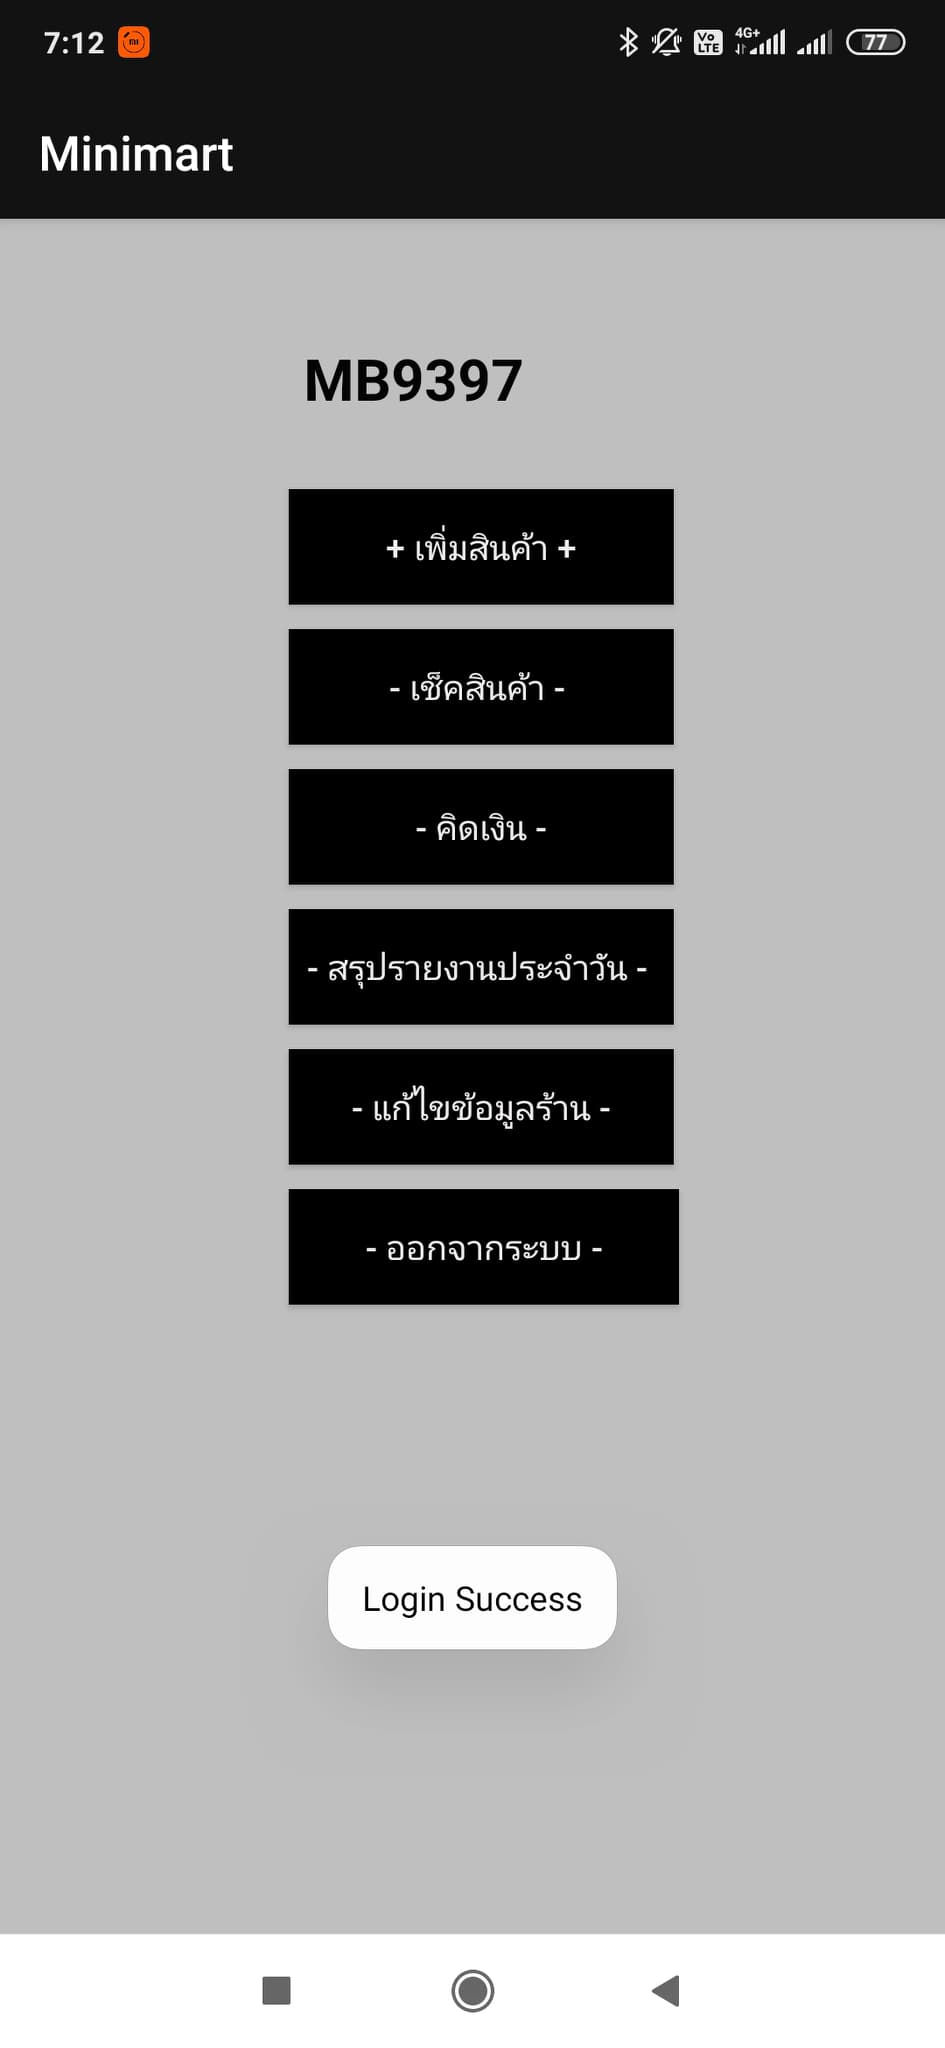 7:12
Vo LTE 4G+ 77
Minimart
MB9397
+ เพิ่มสินค้า +
- เช็คสินค้า -
- คิดเงิน -
- สรุปรายงานประจำวัน -
- แก้ไขข้อมูลร้าน -
- ออกจากระบบ -
Login Success